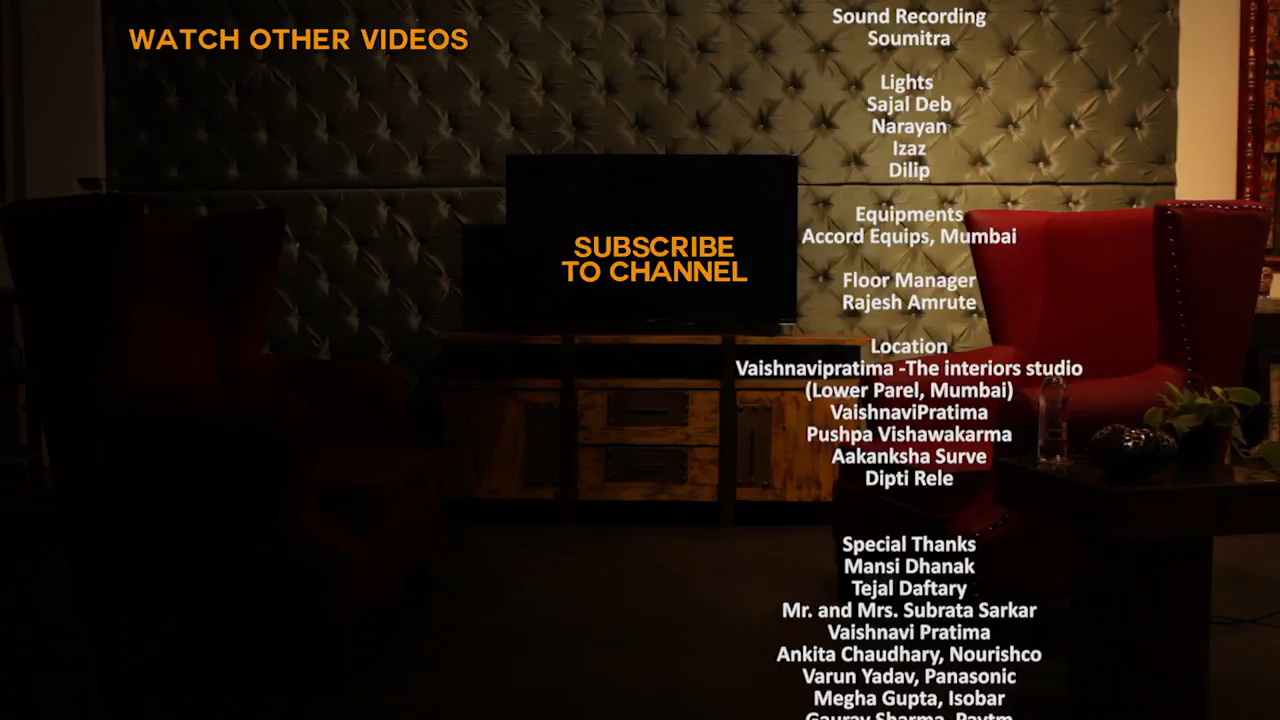 WATCH OTHER VIDEOS
SUBSCRIBE
TO CHANNEL
Sound Recording
Soumitra
Lights
Sajal Deb
Narayan
Izaz
Dilip
Equipments
Accord Equips, Mumbai
Floor Manager
Rajesh Amrute
Location
Vaishnavipratima -The interiors studio
(Lower Parel, Mumbai)
VaishnaviPratima
Pushpa Vishawakarma
Aakanksha Surve
Dipti Rele
Special Thanks
Mansi Dhanak
Tejal Daftary
Mr. and Mrs. Subrata Sarkar
Vaishnavi Pratima
Ankita Chaudhary, Nourishco
Varun Yadav, Panasonic
Megha Gupta, Isobar
Gaurav Sharma, Paytm